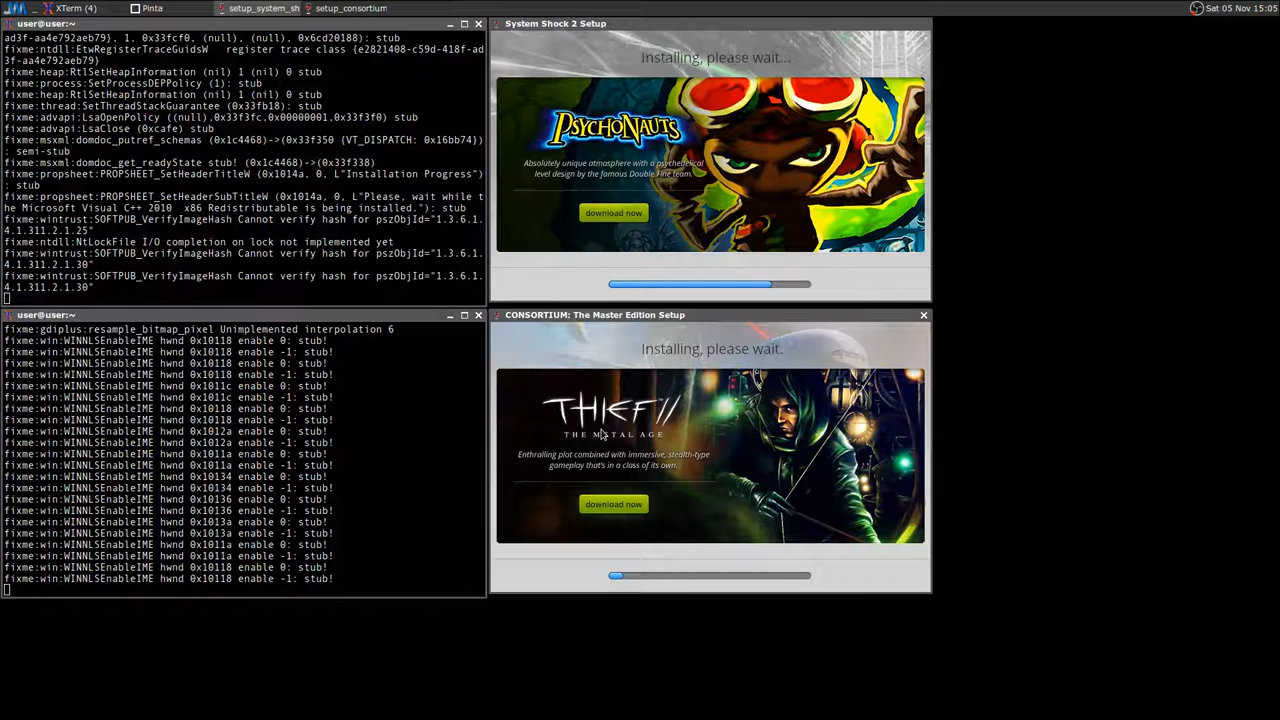 XTerm (4)
Pinta
setup_system_sh
setup_consortium
Sat 05 Nov 15:05
user@user:~
ad3f-aa4e792aeb79}, 1, 0x33fcf0, (null), (null), 0x6cd20188): stub
fixme:ntdll:EtwRegisterTraceGuidsW   register trace class {e2821408-c59d-418f-ad
3f-aa4e792aeb79}
fixme:heap:RtlSetHeapInformation (nil) 1 (nil) 0 stub
fixme:process:SetProcessDEPPolicy (1): stub
fixme:heap:RtlSetHeapInformation (nil) 1 (nil) 0 stub
fixme:thread:SetThreadStackGuarantee (0x33fb18): stub
fixme:advapi:LsaOpenPolicy ((null),0x33f3fc,0x00000001,0x33f3f0) stub
fixme:advapi:LsaClose (0xcafe) stub
fixme:msxml:domdoc_putref_schemas (0x1c4468)->(0x33f350 {VT_DISPATCH: 0x16bb74})
: semi-stub
fixme:msxml:domdoc_get_readyState stub! (0x1c4468)->(0x33f338)
fixme:propsheet:PROPSHEET_SetHeaderTitleW (0x1014a, 0, L"Installation Progress")
: stub
fixme:propsheet:PROPSHEET_SetHeaderSubTitleW (0x1014a, 0, L"Please, wait while t
he Microsoft Visual C++ 2010  x86 Redistributable is being installed."): stub
fixme:wintrust:SOFTPUB_VerifyImageHash Cannot verify hash for pszObjId="1.3.6.1.
4.1.311.2.1.25"
fixme:ntdll:NtLockFile I/O completion on lock not implemented yet
fixme:wintrust:SOFTPUB_VerifyImageHash Cannot verify hash for pszObjId="1.3.6.1.
4.1.311.2.1.30"
fixme:wintrust:SOFTPUB_VerifyImageHash Cannot verify hash for pszObjId="1.3.6.1.
4.1.311.2.1.30"
System Shock 2 Setup
Installing, please wait...
PSYCHONAUTS
Absolutely unique atmosphere with a psychedelical
level design by the famous Double Fine team.
download now
user@user:~
fixme:gdiplus:resample_bitmap_pixel Unimplemented interpolation 6
fixme:win:WINNLSEnableIME hwnd 0x10118 enable 0: stub!
fixme:win:WINNLSEnableIME hwnd 0x10118 enable -1: stub!
fixme:win:WINNLSEnableIME hwnd 0x10118 enable 0: stub!
fixme:win:WINNLSEnableIME hwnd 0x10118 enable -1: stub!
fixme:win:WINNLSEnableIME hwnd 0x1011c enable 0: stub!
fixme:win:WINNLSEnableIME hwnd 0x1011c enable -1: stub!
fixme:win:WINNLSEnableIME hwnd 0x10118 enable 0: stub!
fixme:win:WINNLSEnableIME hwnd 0x10118 enable -1: stub!
fixme:win:WINNLSEnableIME hwnd 0x1012a enable 0: stub!
fixme:win:WINNLSEnableIME hwnd 0x1012a enable -1: stub!
fixme:win:WINNLSEnableIME hwnd 0x1011a enable 0: stub!
fixme:win:WINNLSEnableIME hwnd 0x1011a enable -1: stub!
fixme:win:WINNLSEnableIME hwnd 0x10134 enable 0: stub!
fixme:win:WINNLSEnableIME hwnd 0x10134 enable -1: stub!
fixme:win:WINNLSEnableIME hwnd 0x10136 enable 0: stub!
fixme:win:WINNLSEnableIME hwnd 0x10136 enable -1: stub!
fixme:win:WINNLSEnableIME hwnd 0x1013a enable 0: stub!
fixme:win:WINNLSEnableIME hwnd 0x1013a enable -1: stub!
fixme:win:WINNLSEnableIME hwnd 0x1011a enable 0: stub!
fixme:win:WINNLSEnableIME hwnd 0x1011a enable -1: stub!
fixme:win:WINNLSEnableIME hwnd 0x10118 enable 0: stub!
fixme:win:WINNLSEnableIME hwnd 0x10118 enable -1: stub!
CONSORTIUM: The Master Edition Setup
Installing, please wait.
THIEF II
THE METAL AGE
Enthralling plot combined with immersive, stealth-type
gameplay that's in a class of its own.
download now